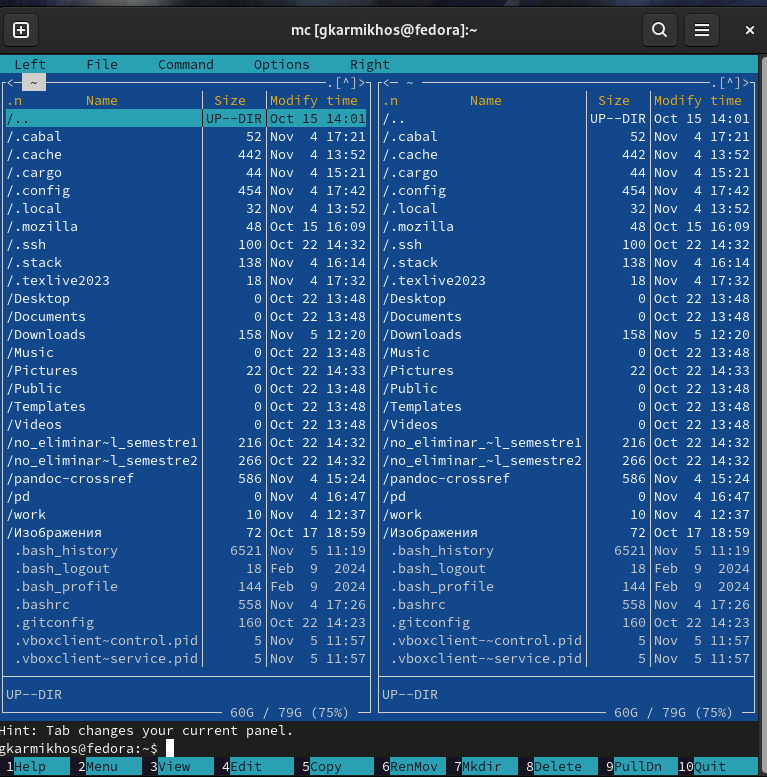 mc [gkarmikhos@fedora]:~
Left File Command Options Right
<─ ~ ─.[^]>
.n Name Size Modify time
/.. UP--DIR Oct 15 14:01
/.cabal 52 Nov 4 17:21
/.cache 442 Nov 4 13:52
/.cargo 44 Nov 4 15:21
/.config 454 Nov 4 17:42
/.local 32 Nov 4 13:52
/.mozilla 48 Oct 15 16:09
/.ssh 100 Oct 22 14:32
/.stack 138 Nov 4 16:14
/.texlive2023 18 Nov 4 17:32
/Desktop 0 Oct 22 13:48
/Documents 0 Oct 22 13:48
/Downloads 158 Nov 5 12:20
/Music 0 Oct 22 13:48
/Pictures 22 Oct 22 14:33
/Public 0 Oct 22 13:48
/Templates 0 Oct 22 13:48
/Videos 0 Oct 22 13:48
/no_eliminar~l_semestre1 216 Oct 22 14:32
/no_eliminar~l_semestre2 266 Oct 22 14:32
/pandoc-crossref 586 Nov 4 15:24
/pd 0 Nov 4 16:47
/work 10 Nov 4 12:37
/Изображения 72 Oct 17 18:59
.bash_history 6521 Nov 5 11:19
.bash_logout 18 Feb 9 2024
.bash_profile 144 Feb 9 2024
.bashrc 558 Nov 4 17:26
.gitconfig 160 Oct 22 14:23
.vboxclient~control.pid 5 Nov 5 11:57
.vboxclient~service.pid 5 Nov 5 11:57
UP--DIR
60G / 79G (75%)
<─ ~ ─.[^]>
.n Name Size Modify time
/.. UP--DIR Oct 15 14:01
/.cabal 52 Nov 4 17:21
/.cache 442 Nov 4 13:52
/.cargo 44 Nov 4 15:21
/.config 454 Nov 4 17:42
/.local 32 Nov 4 13:52
/.mozilla 48 Oct 15 16:09
/.ssh 100 Oct 22 14:32
/.stack 138 Nov 4 16:14
/.texlive2023 18 Nov 4 17:32
/Desktop 0 Oct 22 13:48
/Documents 0 Oct 22 13:48
/Downloads 158 Nov 5 12:20
/Music 0 Oct 22 13:48
/Pictures 22 Oct 22 14:33
/Public 0 Oct 22 13:48
/Templates 0 Oct 22 13:48
/Videos 0 Oct 22 13:48
/no_eliminar_~l_semestre1 216 Oct 22 14:32
/no_eliminar_~l_semestre2 266 Oct 22 14:32
/pandoc-crossref 586 Nov 4 15:24
/pd 0 Nov 4 16:47
/work 10 Nov 4 12:37
/Изображения 72 Oct 17 18:59
.bash_history 6521 Nov 5 11:19
.bash_logout 18 Feb 9 2024
.bash_profile 144 Feb 9 2024
.bashrc 558 Nov 4 17:26
.gitconfig 160 Oct 22 14:23
.vboxclient-~control.pid 5 Nov 5 11:57
.vboxclient-~service.pid 5 Nov 5 11:57
UP--DIR
60G / 79G (75%)
Hint: Tab changes your current panel.
gkarmikhos@fedora:~$
1Help 2Menu 3View 4Edit 5Copy 6RenMov 7Mkdir 8Delete 9PullDn 10Quit